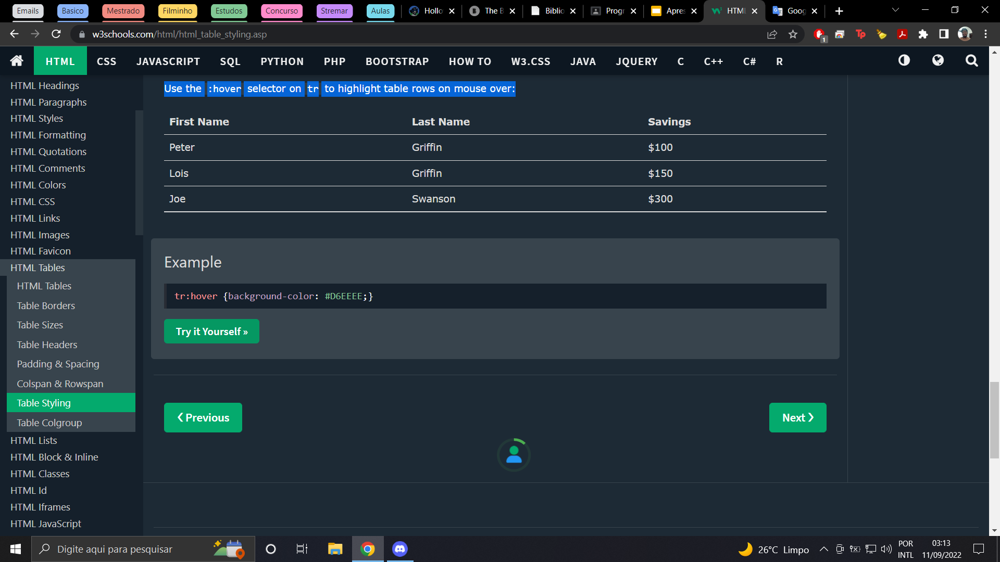 Emails Basico Mestrado Filminho Estudos Concurso Stremar Aulas Hollo The B Biblio Progr Apres HTML Goog
w3schools.com/html/html_table_styling.asp
1
HTML CSS JAVASCRIPT SQL PYTHON PHP BOOTSTRAP HOW TO W3.CSS JAVA JQUERY C C++ C# R
HTML Headings
HTML Paragraphs
HTML Styles
HTML Formatting
HTML Quotations
HTML Comments
HTML Colors
HTML CSS
HTML Links
HTML Images
HTML Favicon
HTML Tables
HTML Tables
Table Borders
Table Sizes
Table Headers
Padding & Spacing
Colspan & Rowspan
Table Styling
Table Colgroup
HTML Lists
HTML Block & Inline
HTML Classes
HTML Id
HTML Iframes
HTML JavaScript
Use the :hover selector on tr to highlight table rows on mouse over:
First Name Last Name Savings
Peter Griffin $100
Lois Griffin $150
Joe Swanson $300
Example
tr:hover {background-color: #D6EEEE;}
Try it Yourself »
❮ Previous
Next ❯
Digite aqui para pesquisar
26°C Limpo
POR
INTL
03:13
11/09/2022